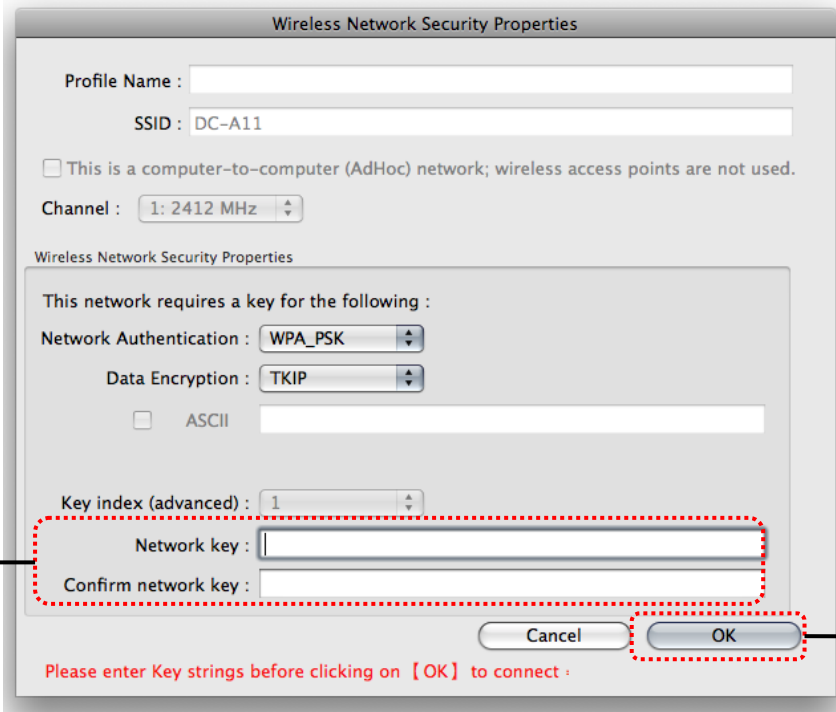 Wireless Network Security Properties
Profile Name :
SSID : DC-A11
This is a computer-to-computer (AdHoc) network; wireless access points are not used.
Channel : 1: 2412 MHz
Wireless Network Security Properties
This network requires a key for the following :
Network Authentication : WPA_PSK
Data Encryption : TKIP
ASCII
Key index (advanced) : 1
Network key :
Confirm network key :
Cancel OK
Please enter Key strings before clicking on【OK】to connect :